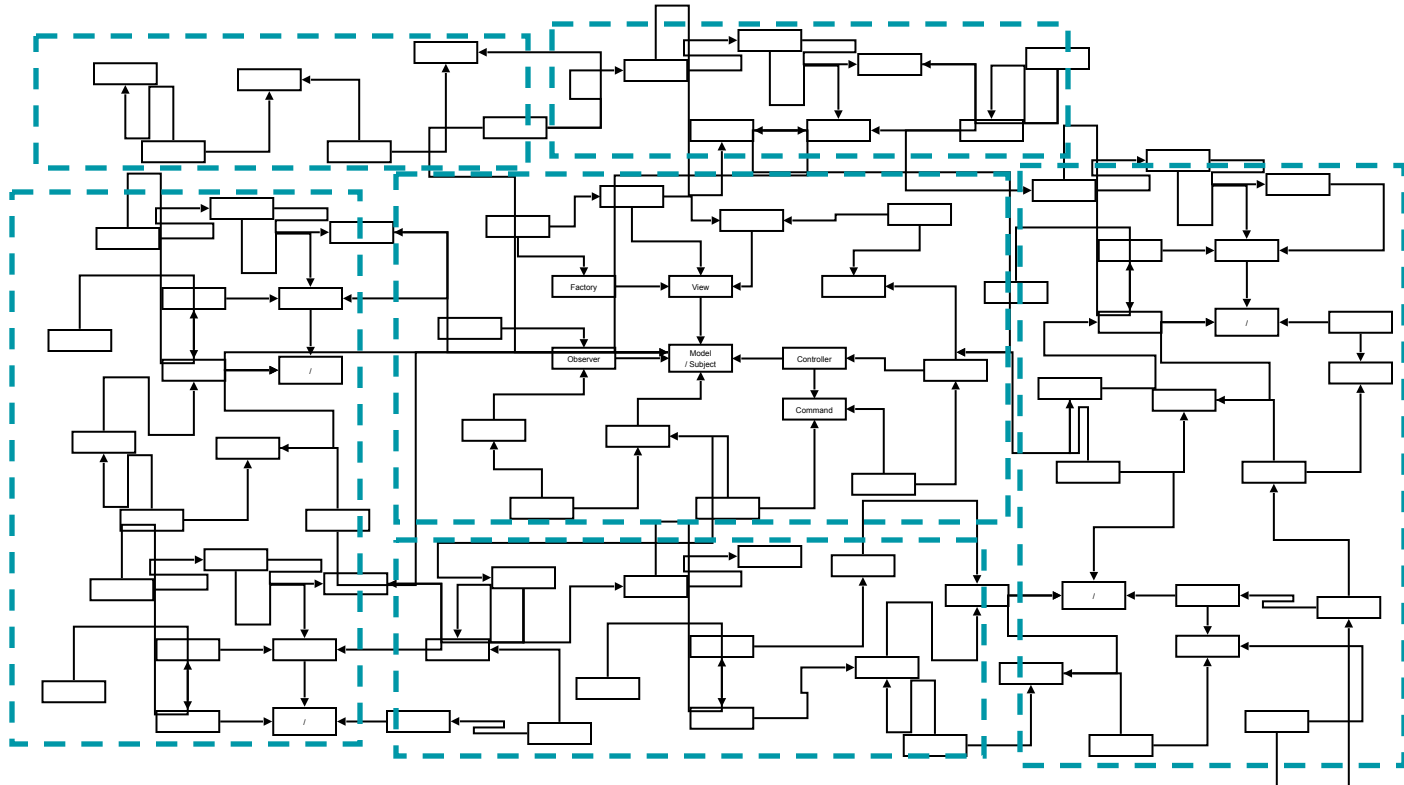 Factory
View
Observer
Model
/ Subject
Controller
Command
/
/
/
/